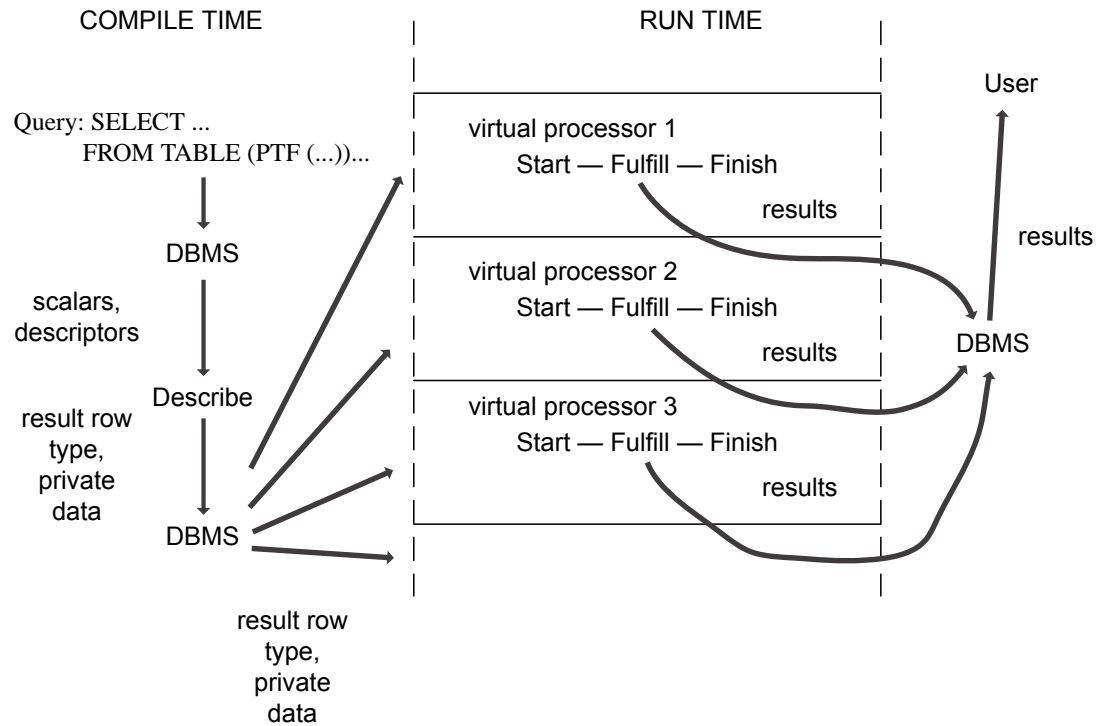 COMPILE TIME
RUN TIME
Query: SELECT ...
FROM TABLE (PTF (...))...
DBMS
scalars,
descriptors
Describe
result row
type,
private
data
DBMS
result row
type,
private
data
virtual processor 1
Start — Fulfill — Finish
results
virtual processor 2
Start — Fulfill — Finish
results
virtual processor 3
Start — Fulfill — Finish
results
User
results
DBMS